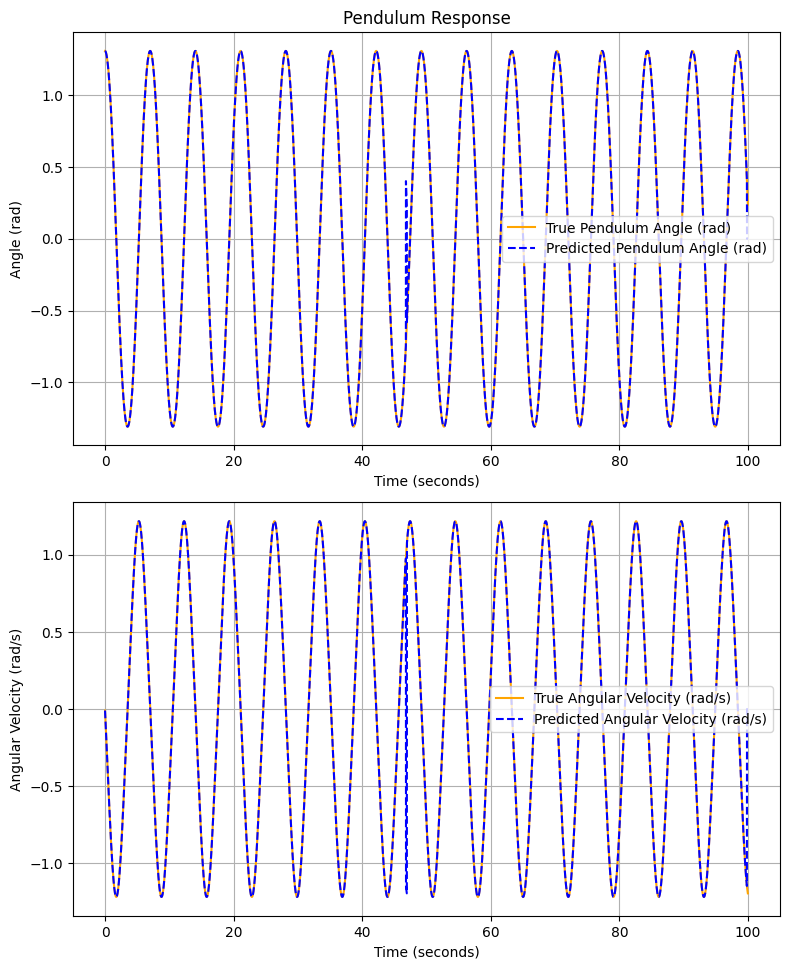 Pendulum Response
Angle (rad)
1.0
0.5
0.0
−0.5
−1.0
True Pendulum Angle (rad)
Predicted Pendulum Angle (rad)
0 20 40 60 80 100
Time (seconds)
Angular Velocity (rad/s)
1.0
0.5
0.0
−0.5
−1.0
True Angular Velocity (rad/s)
Predicted Angular Velocity (rad/s)
0 20 40 60 80 100
Time (seconds)